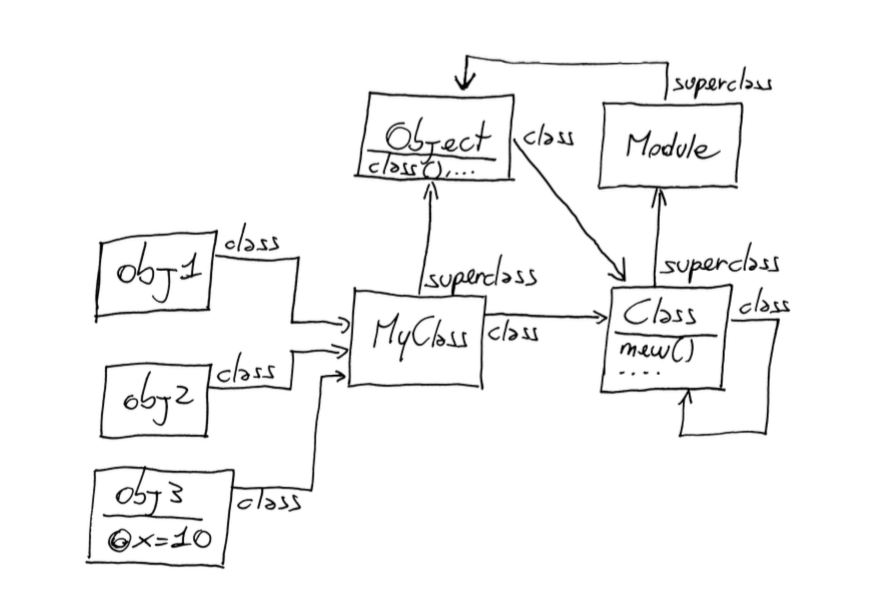 superclass
Object
class(),...
class
Module
class
obj1
superclass
superclass
MyClass
class
Class
new()
....
class
class
obj2
obj3
@x=10
class